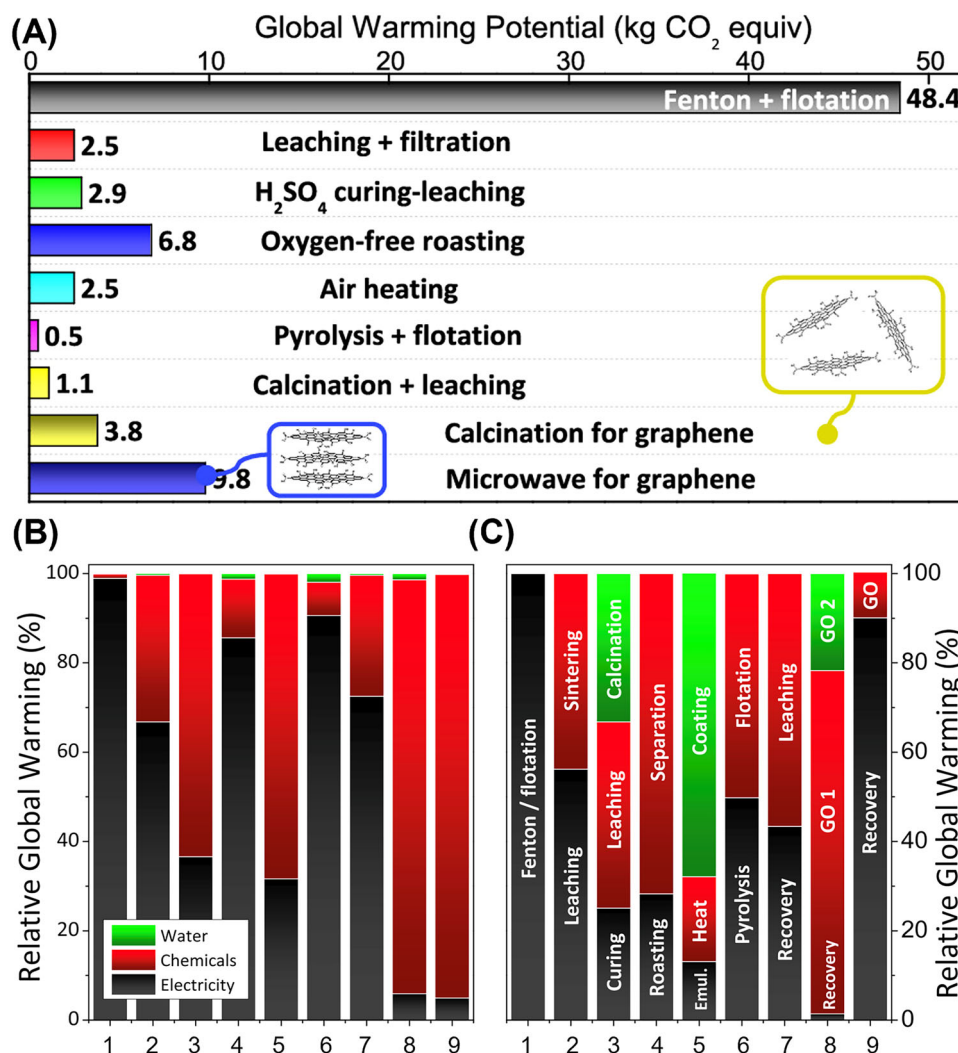 (A)
Global Warming Potential (kg CO₂ equiv)
0 10 20 30 40 50
Fenton + flotation 48.4
2.5 Leaching + filtration
2.9 H₂SO₄ curing-leaching
6.8 Oxygen-free roasting
2.5 Air heating
0.5 Pyrolysis + flotation
1.1 Calcination + leaching
3.8 Calcination for graphene
9.8 Microwave for graphene
(B)
Relative Global Warming (%)
100
80
60
40
20
0
Water
Chemicals
Electricity
1 2 3 4 5 6 7 8 9
(C)
Fenton / flotation
Sintering
Leaching
Calcination
Leaching
Curing
Separation
Roasting
Coating
Heat
Emul.
Flotation
Pyrolysis
Leaching
Recovery
GO 2
GO 1
Recovery
GO
Recovery
100
80
60
40
20
0
Relative Global Warming (%)
1 2 3 4 5 6 7 8 9